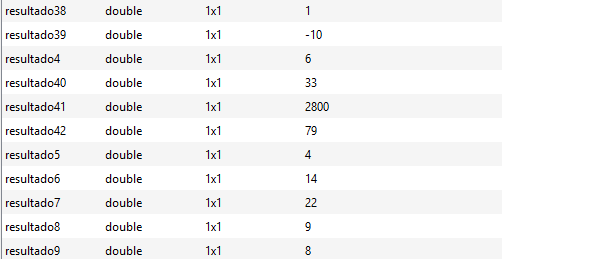 resultado38 double 1x1 1
resultado39 double 1x1 -10
resultado4 double 1x1 6
resultado40 double 1x1 33
resultado41 double 1x1 2800
resultado42 double 1x1 79
resultado5 double 1x1 4
resultado6 double 1x1 14
resultado7 double 1x1 22
resultado8 double 1x1 9
resultado9 double 1x1 8